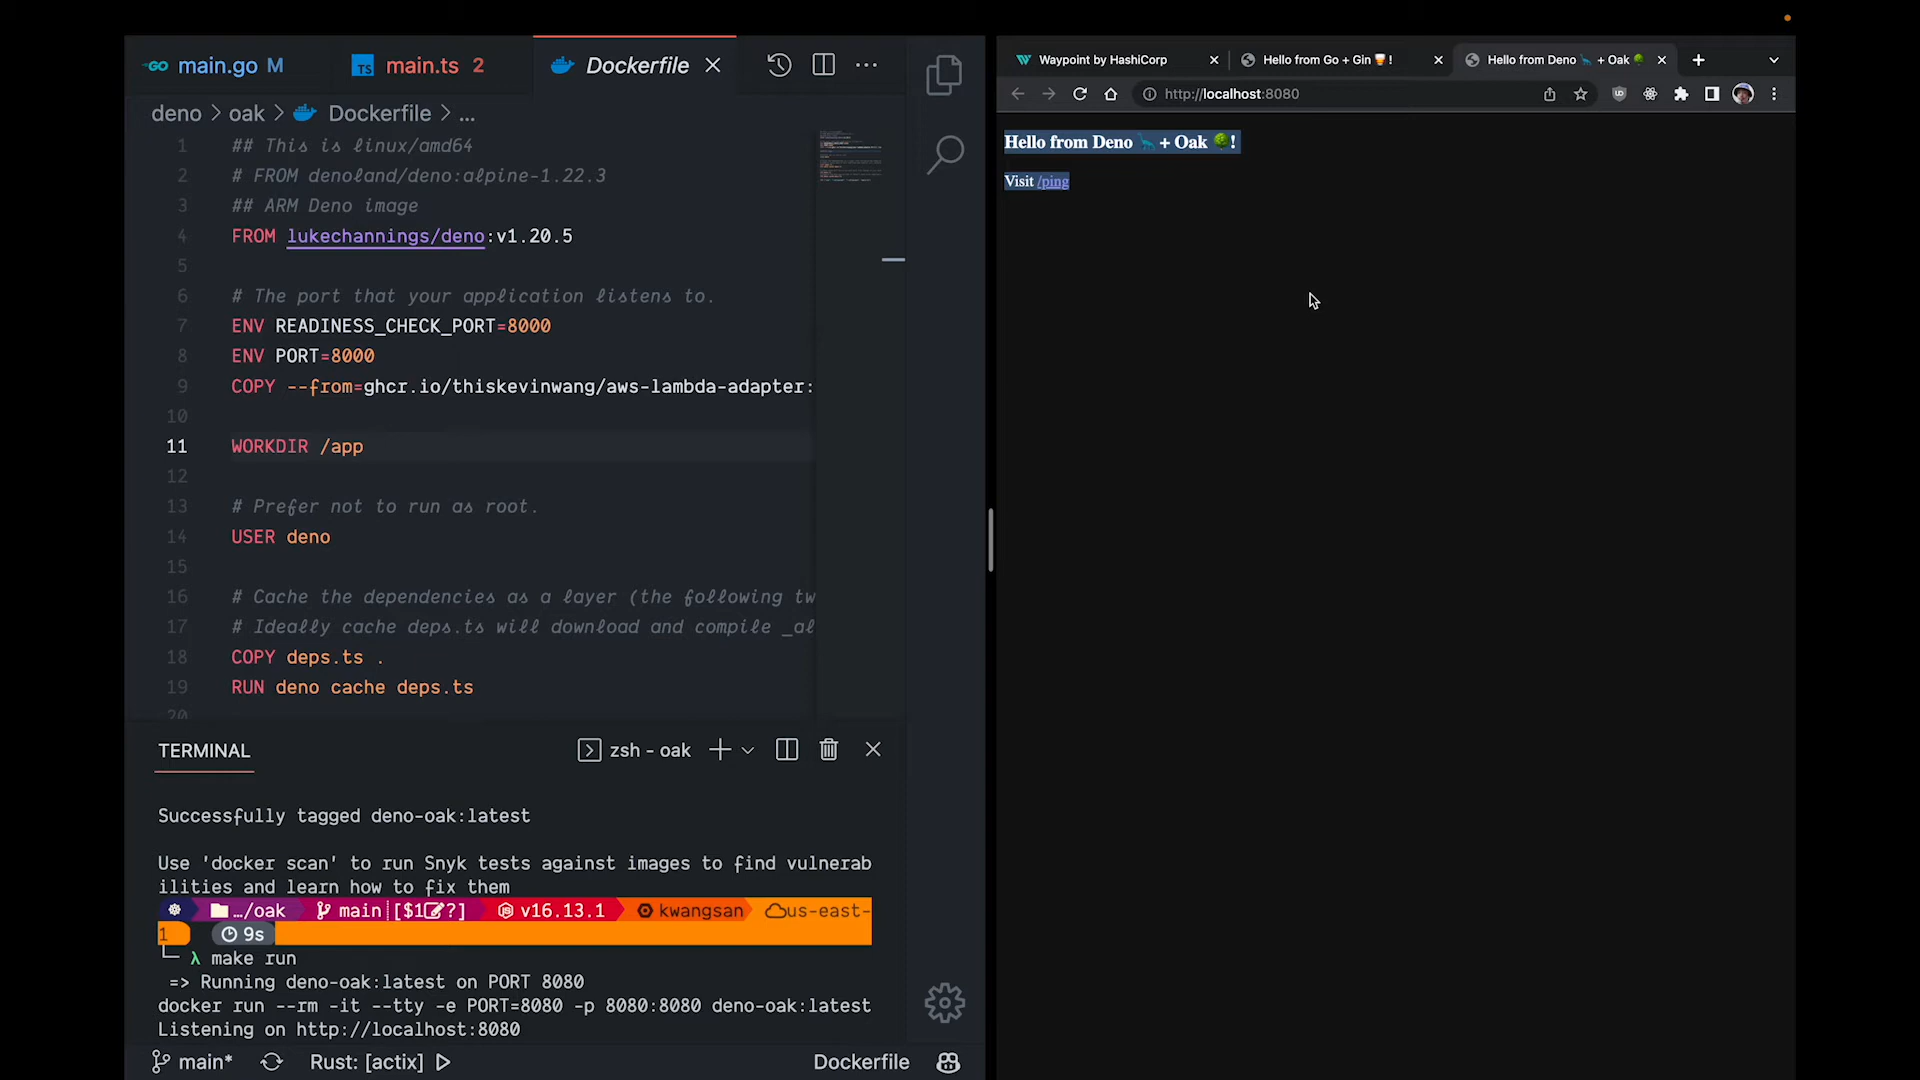 main.go M
main.ts 2
Dockerfile
deno > oak > Dockerfile > ...
1 ## This is linux/amd64
2 # FROM denoland/deno:alpine-1.22.3
3 ## ARM Deno image
4 FROM lukechannings/deno:v1.20.5
5
6 # The port that your application listens to.
7 ENV READINESS_CHECK_PORT=8000
8 ENV PORT=8000
9 COPY --from=ghcr.io/thiskevinwang/aws-lambda-adapter:
10
11 WORKDIR /app
12
13 # Prefer not to run as root.
14 USER deno
15
16 # Cache the dependencies as a layer (the following tw
17 # Ideally cache deps.ts will download and compile _al
18 COPY deps.ts .
19 RUN deno cache deps.ts
20
TERMINAL
zsh - oak
Successfully tagged deno-oak:latest
Use 'docker scan' to run Snyk tests against images to find vulnerab
ilities and learn how to fix them
…/oak main [$1📝?] v16.13.1 kwangsan us-east-
1 9s
λ make run
=> Running deno-oak:latest on PORT 8080
docker run --rm -it --tty -e PORT=8080 -p 8080:8080 deno-oak:latest
Listening on http://localhost:8080
main*
Rust: [actix]
Dockerfile
Waypoint by HashiCorp
Hello from Go + Gin 🍺!
Hello from Deno 🦕 + Oak 🌳
http://localhost:8080
Hello from Deno 🦕 + Oak 🌳!
Visit /ping